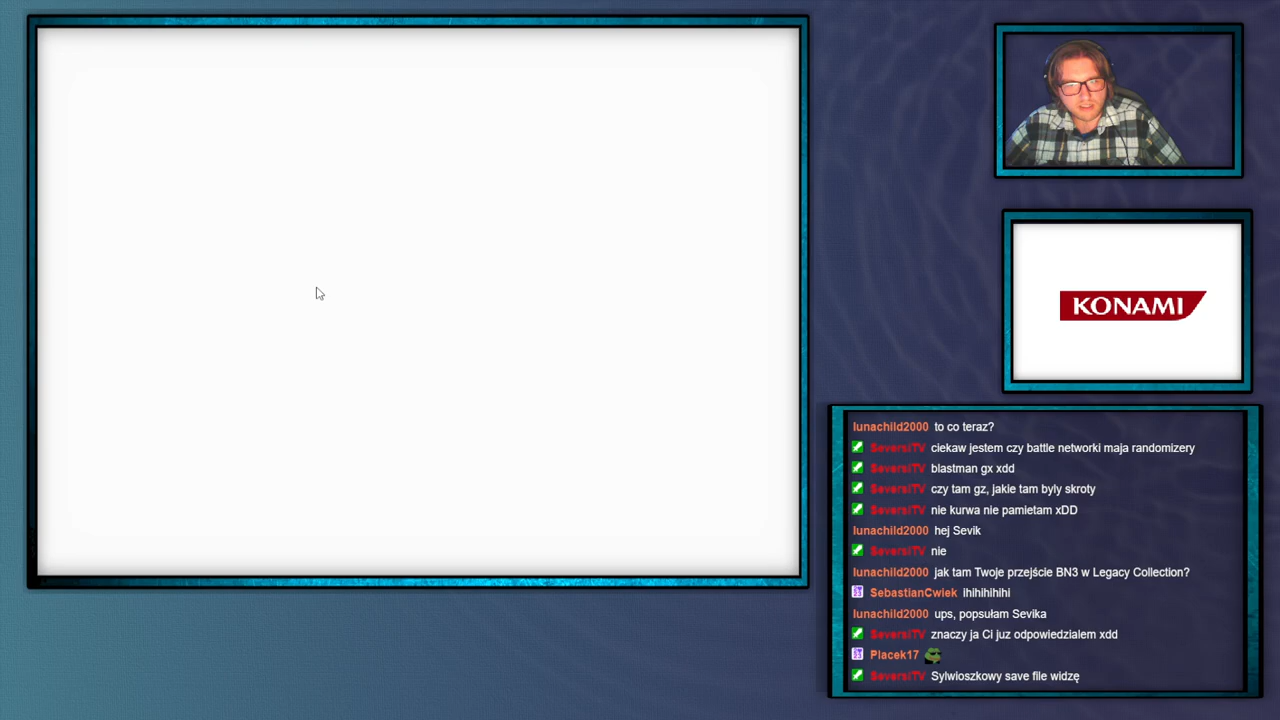 KONAMI
lunachild2000 to co teraz?
SeversiTV ciekaw jestem czy battle networki maja randomizery
SeversiTV blastman gx xdd
SeversiTV czy tam gz, jakie tam byly skroty
SeversiTV nie kurwa nie pamietam xDD
lunachild2000 hej Sevik
SeversiTV nie
lunachild2000 jak tam Twoje przejście BN3 w Legacy Collection?
SebastianCwiek ihihihihihi
lunachild2000 ups, popsułam Sevika
SeversiTV znaczy ja Ci juz odpowiedzialem xdd
Placek17
SeversiTV Sylwioszkowy save file widzę